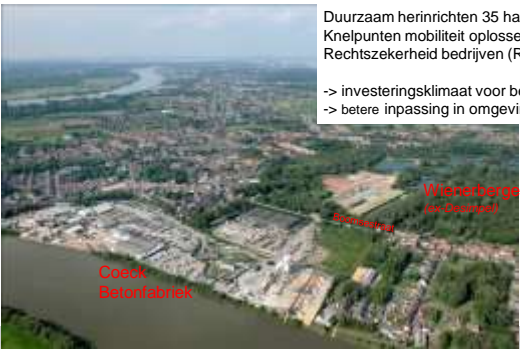 Duurzaam herinrichten 35 ha
Knelpunten mobiliteit oplosse
Rechtszekerheid bedrijven (R
-> investeringsklimaat voor be
-> betere inpassing in omgevi
Wienerberge
Coeck
Betonfabriek